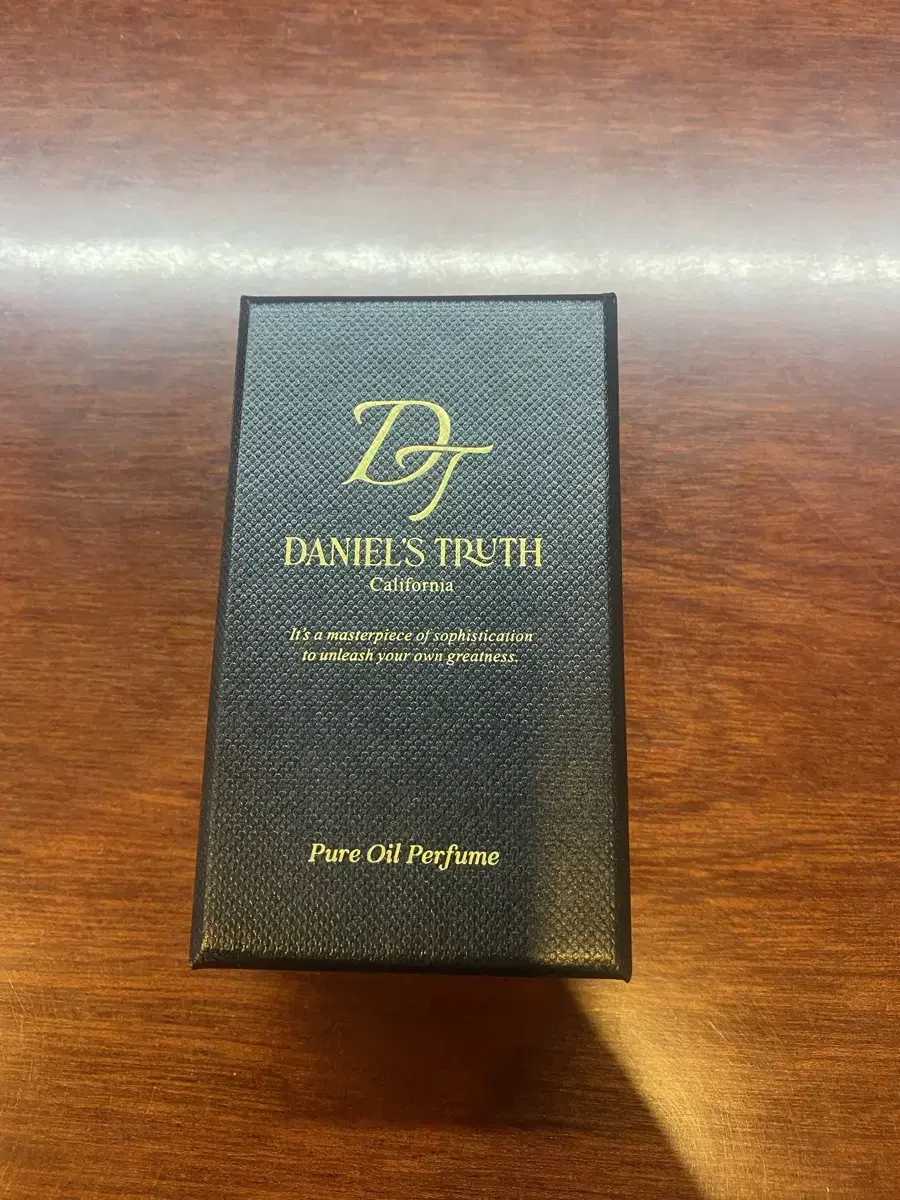 DT
DANIEL'S TRUTH
California
It's a masterpiece of sophistication
to unleash your own greatness.
Pure Oil Perfume